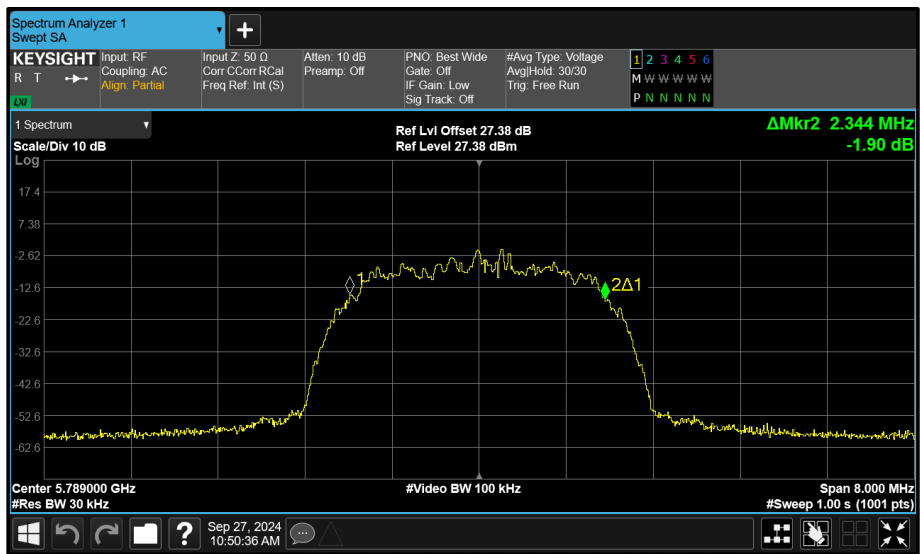 Spectrum Analyzer 1
Swept SA
+
KEYSIGHT
R T
LXI
Input: RF
Coupling: AC
Align: Partial
Input Z: 50 Ω
Corr CCorr RCal
Freq Ref: Int (S)
Atten: 10 dB
Preamp: Off
PNO: Best Wide
Gate: Off
IF Gain: Low
Sig Track: Off
#Avg Type: Voltage
Avg|Hold: 30/30
Trig: Free Run
1 2 3 4 5 6
M W W W W W
P N N N N N
1 Spectrum
Scale/Div 10 dB
Ref Lvl Offset 27.38 dB
Ref Level 27.38 dBm
ΔMkr2 2.344 MHz
-1.90 dB
Log
17.4
7.38
-2.62
-12.6
-22.6
-32.6
-42.6
-52.6
-62.6
1
2Δ1
Center 5.789000 GHz
#Video BW 100 kHz
Span 8.000 MHz
#Res BW 30 kHz
#Sweep 1.00 s (1001 pts)
?
Sep 27, 2024
10:50:36 AM